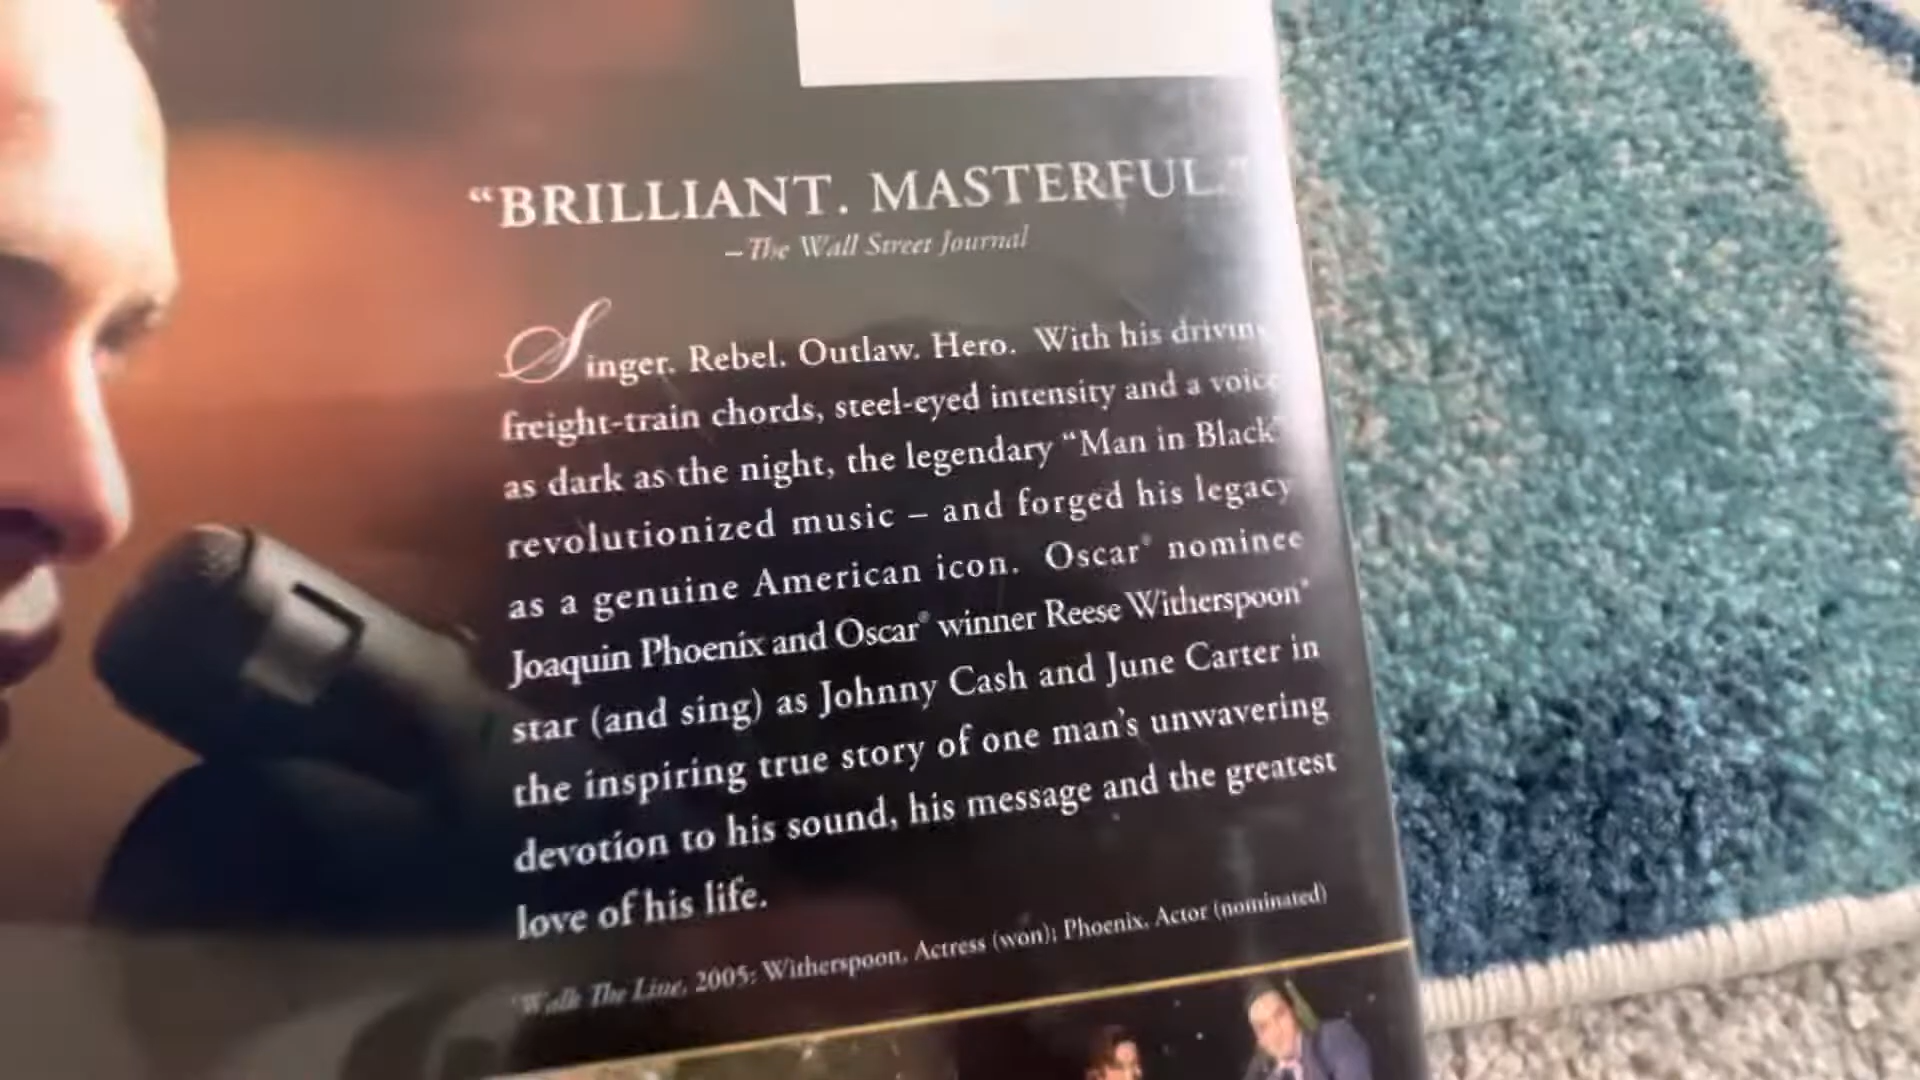 “BRILLIANT. MASTERFUL.”
–The Wall Street Journal
Singer. Rebel. Outlaw. Hero. With his driving
freight-train chords, steel-eyed intensity and a voice
as dark as the night, the legendary “Man in Black”
revolutionized music – and forged his legacy
as a genuine American icon. Oscar® nominee
Joaquin Phoenix and Oscar® winner Reese Witherspoon*
star (and sing) as Johnny Cash and June Carter in
the inspiring true story of one man’s unwavering
devotion to his sound, his message and the greatest
love of his life.
*Walk The Line, 2005: Witherspoon, Actress (won); Phoenix, Actor (nominated)